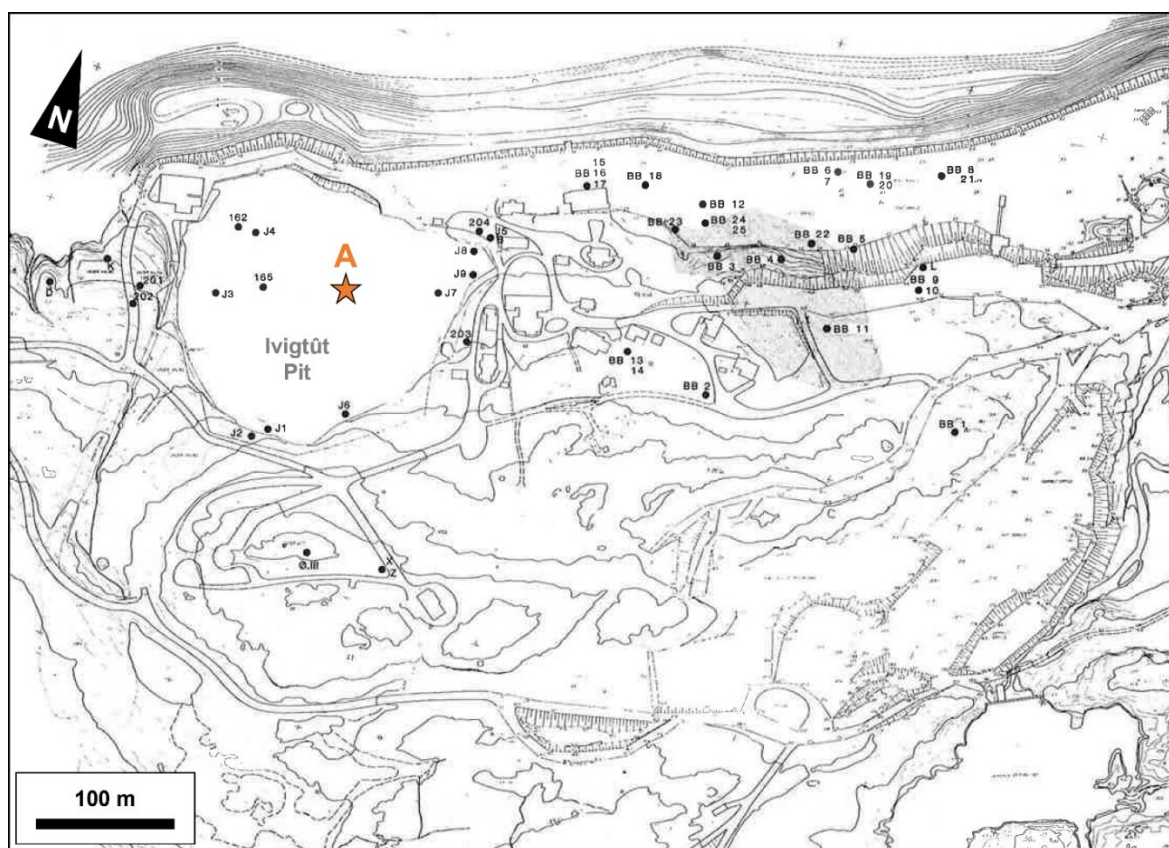 N
15
BB 16
17
BB 18
BB 6
7
BB 19
20
BB 8
21
BB 12
162
J4
204
J5
B
BB 23
BB 24
25
J8
BB 22
BB 5
A
K
BB 3
BB 4
J9
L
D
201
165
J3
J7
BB 9
10
202
BB 11
203
Ivigtût
Pit
BB 13
14
BB 2
J6
J1
J2
BB 1
Ø.III
X
Z
100 m